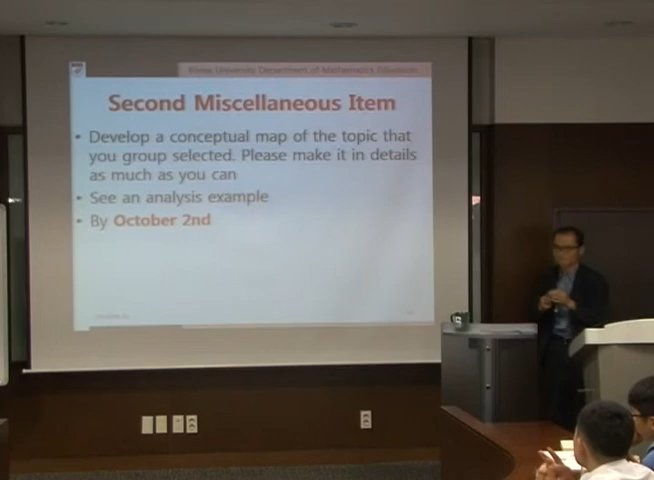 Korea University Department of Mathematics Education
Second Miscellaneous Item
• Develop a conceptual map of the topic that
you group selected. Please make it in details
as much as you can
• See an analysis example
• By October 2nd